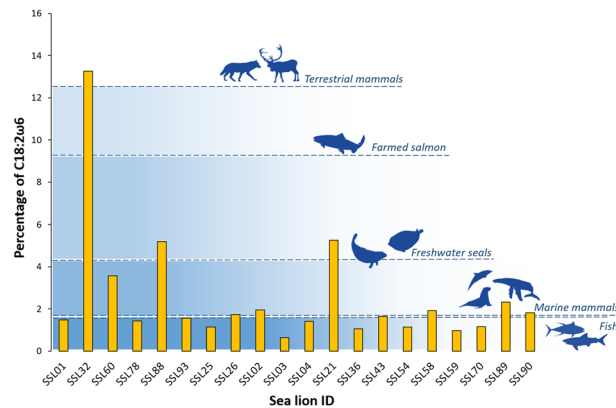 16
14
12
10
8
6
4
2
0
Percentage of C18:2ω6
Terrestrial mammals
Farmed salmon
Freshwater seals
Marine mammals
Fish
SSL01 SSL32 SSL60 SSL78 SSL88 SSL93 SSL25 SSL26 SSL02 SSL03 SSL04 SSL21 SSL36 SSL43 SSL54 SSL58 SSL59 SSL70 SSL89 SSL90
Sea lion ID